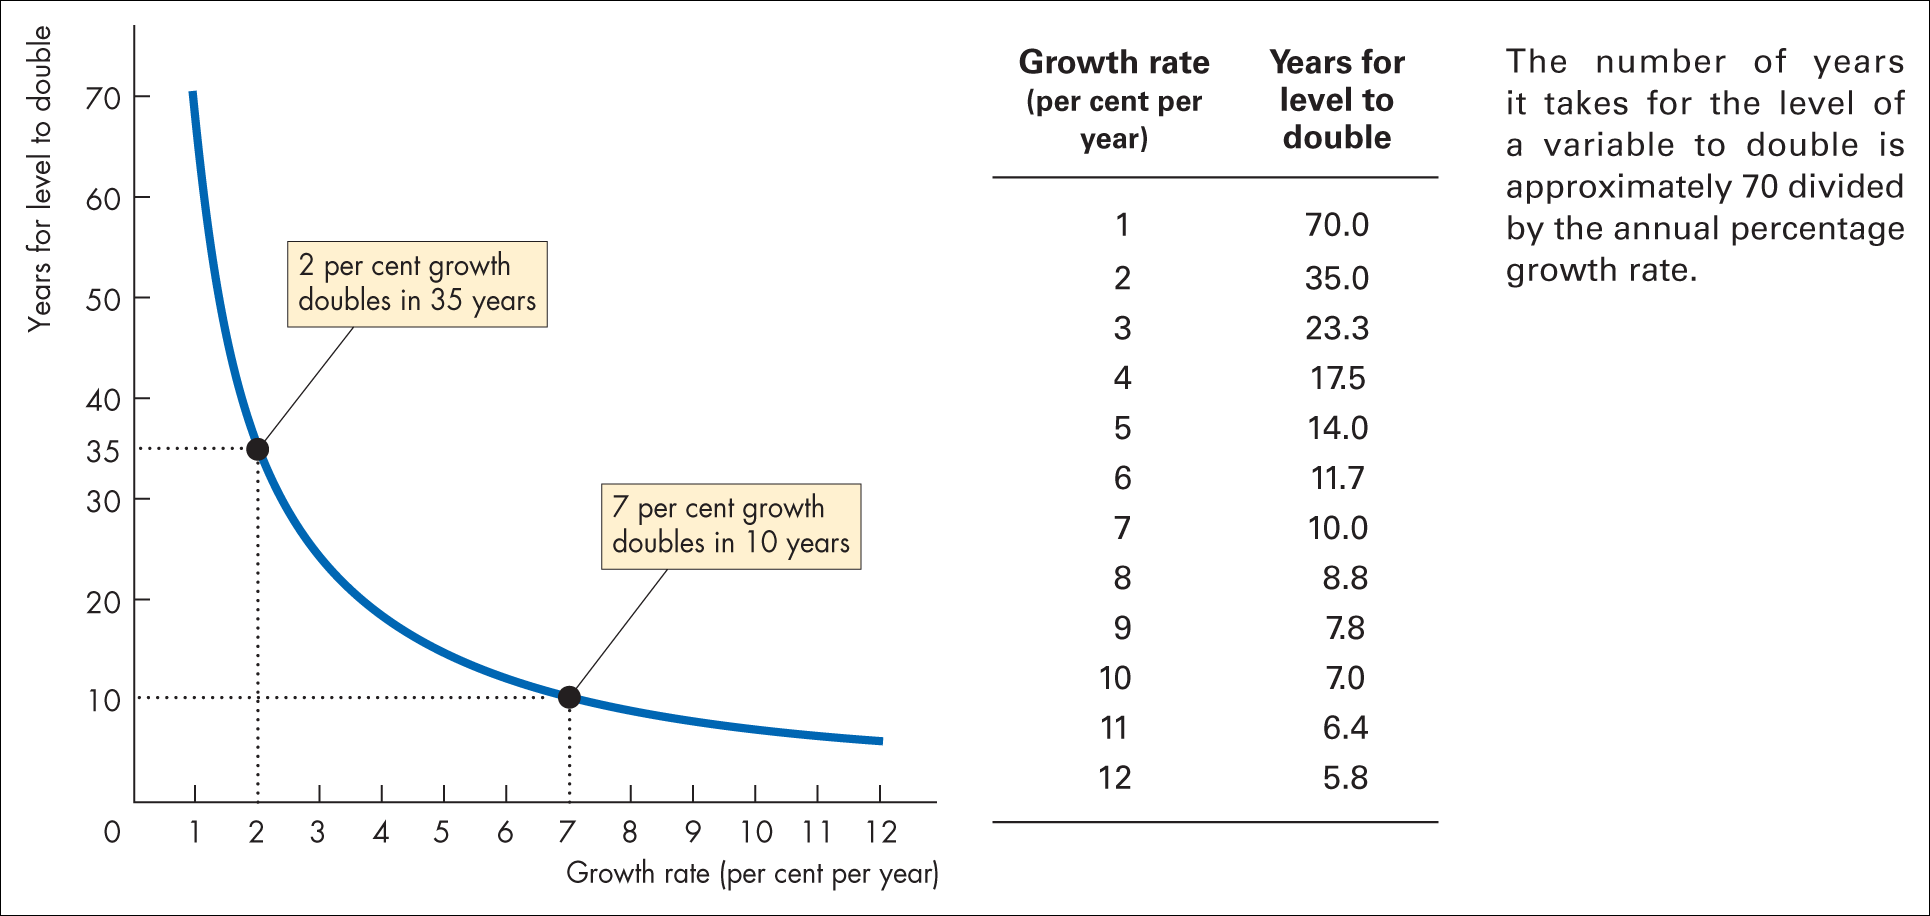 Years for level to double
70
60
50
40
35
30
20
10
0 1 2 3 4 5 6 7 8 9 10 11 12
Growth rate (per cent per year)
2 per cent growth
doubles in 35 years
7 per cent growth
doubles in 10 years
Growth rate
(per cent per
year)
Years for
level to
double
1 70.0
2 35.0
3 23.3
4 17.5
5 14.0
6 11.7
7 10.0
8 8.8
9 7.8
10 7.0
11 6.4
12 5.8
The number of years
it takes for the level of
a variable to double is
approximately 70 divided
by the annual percentage
growth rate.